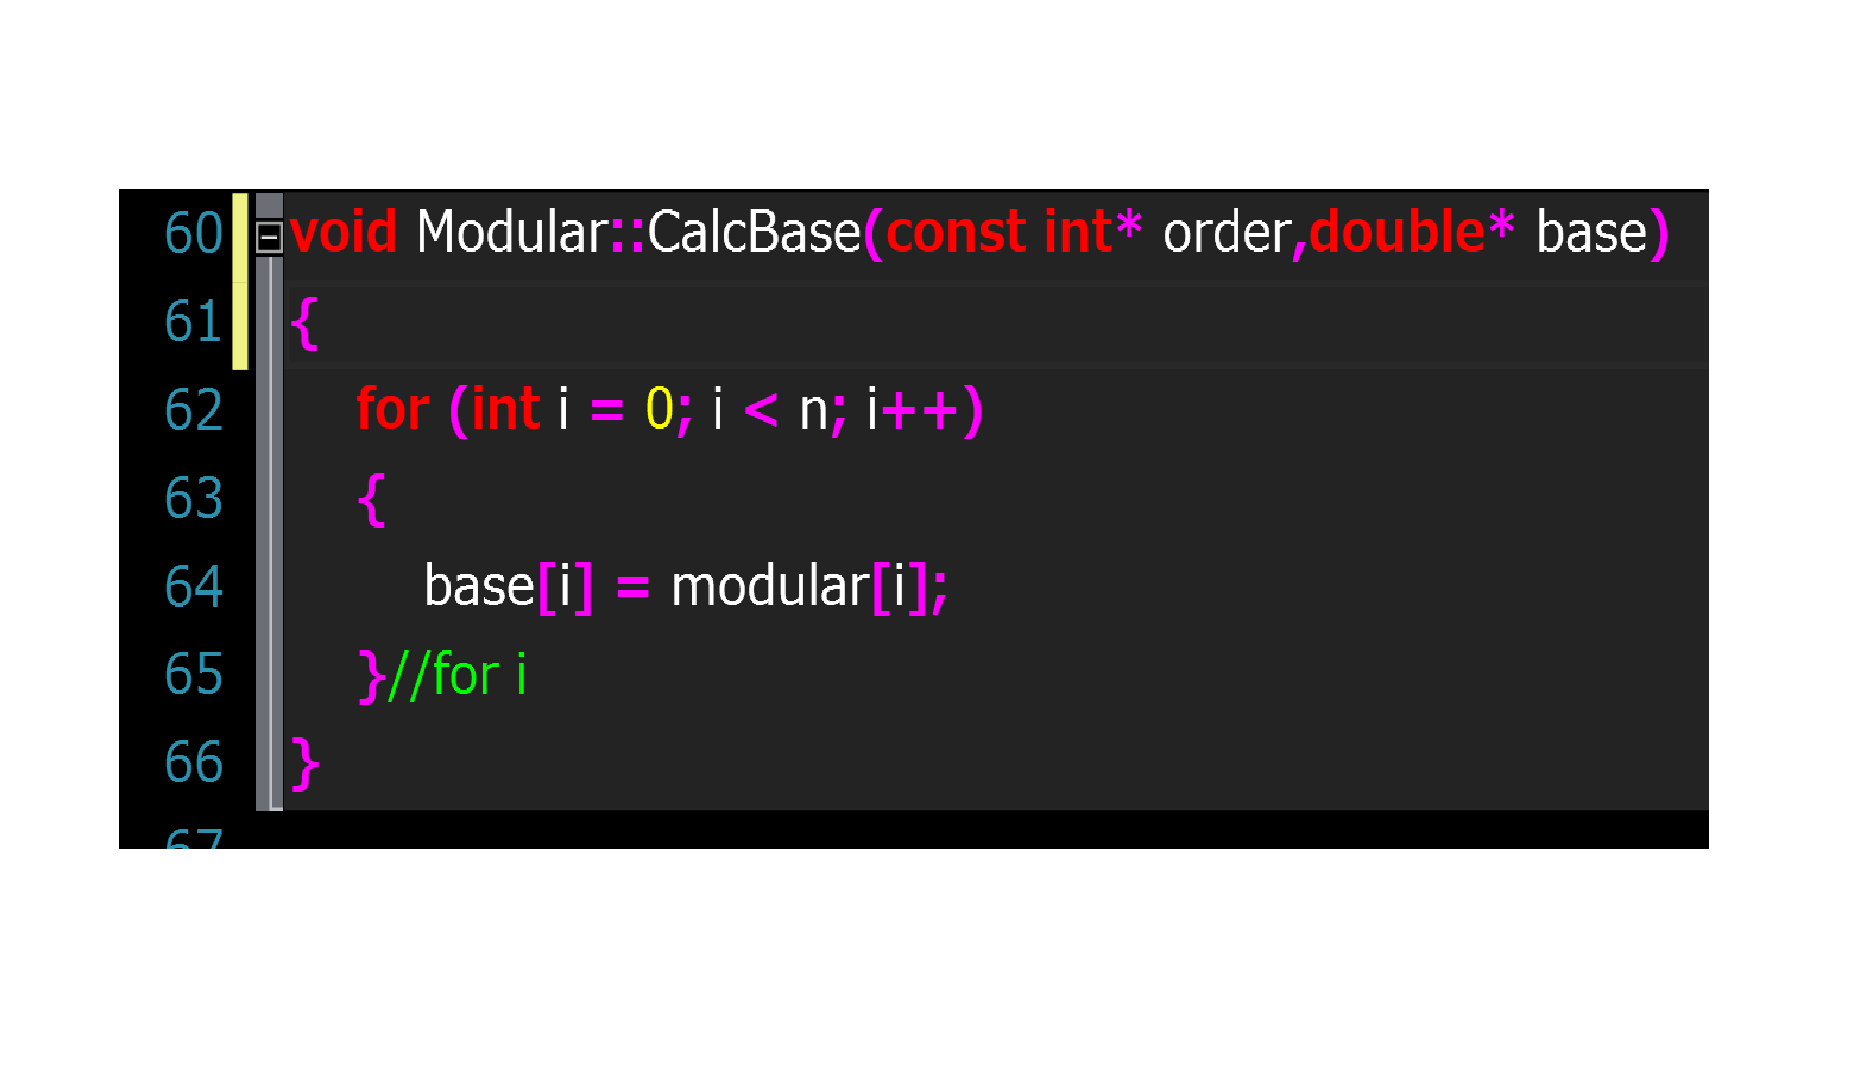 60 void Modular::CalcBase(const int* order,double* base)
61 {
62 for (int i = 0; i < n; i++)
63 {
64 base[i] = modular[i];
65 }//for i
66 }
67